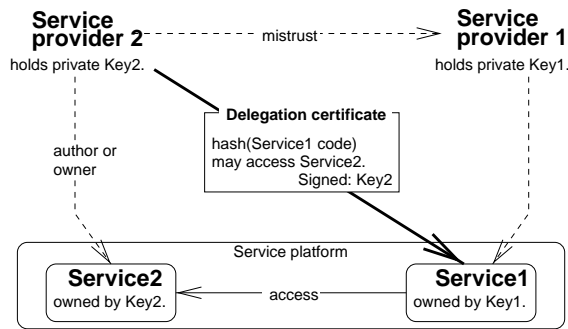 Service
provider 2
holds private Key2.
mistrust
Service
provider 1
holds private Key1.
author or
owner
Delegation certificate
hash(Service1 code)
may access Service2.
Signed: Key2
Service platform
Service2
owned by Key2.
access
Service1
owned by Key1.